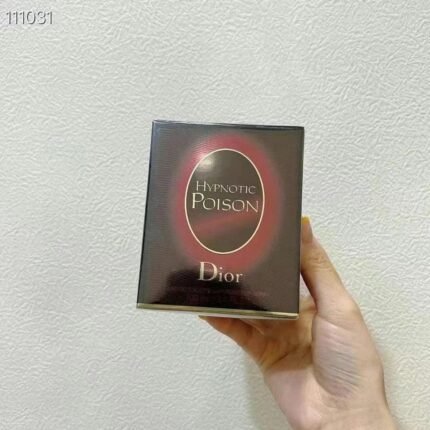 111031
HYPNOTIC
POISON
Dior